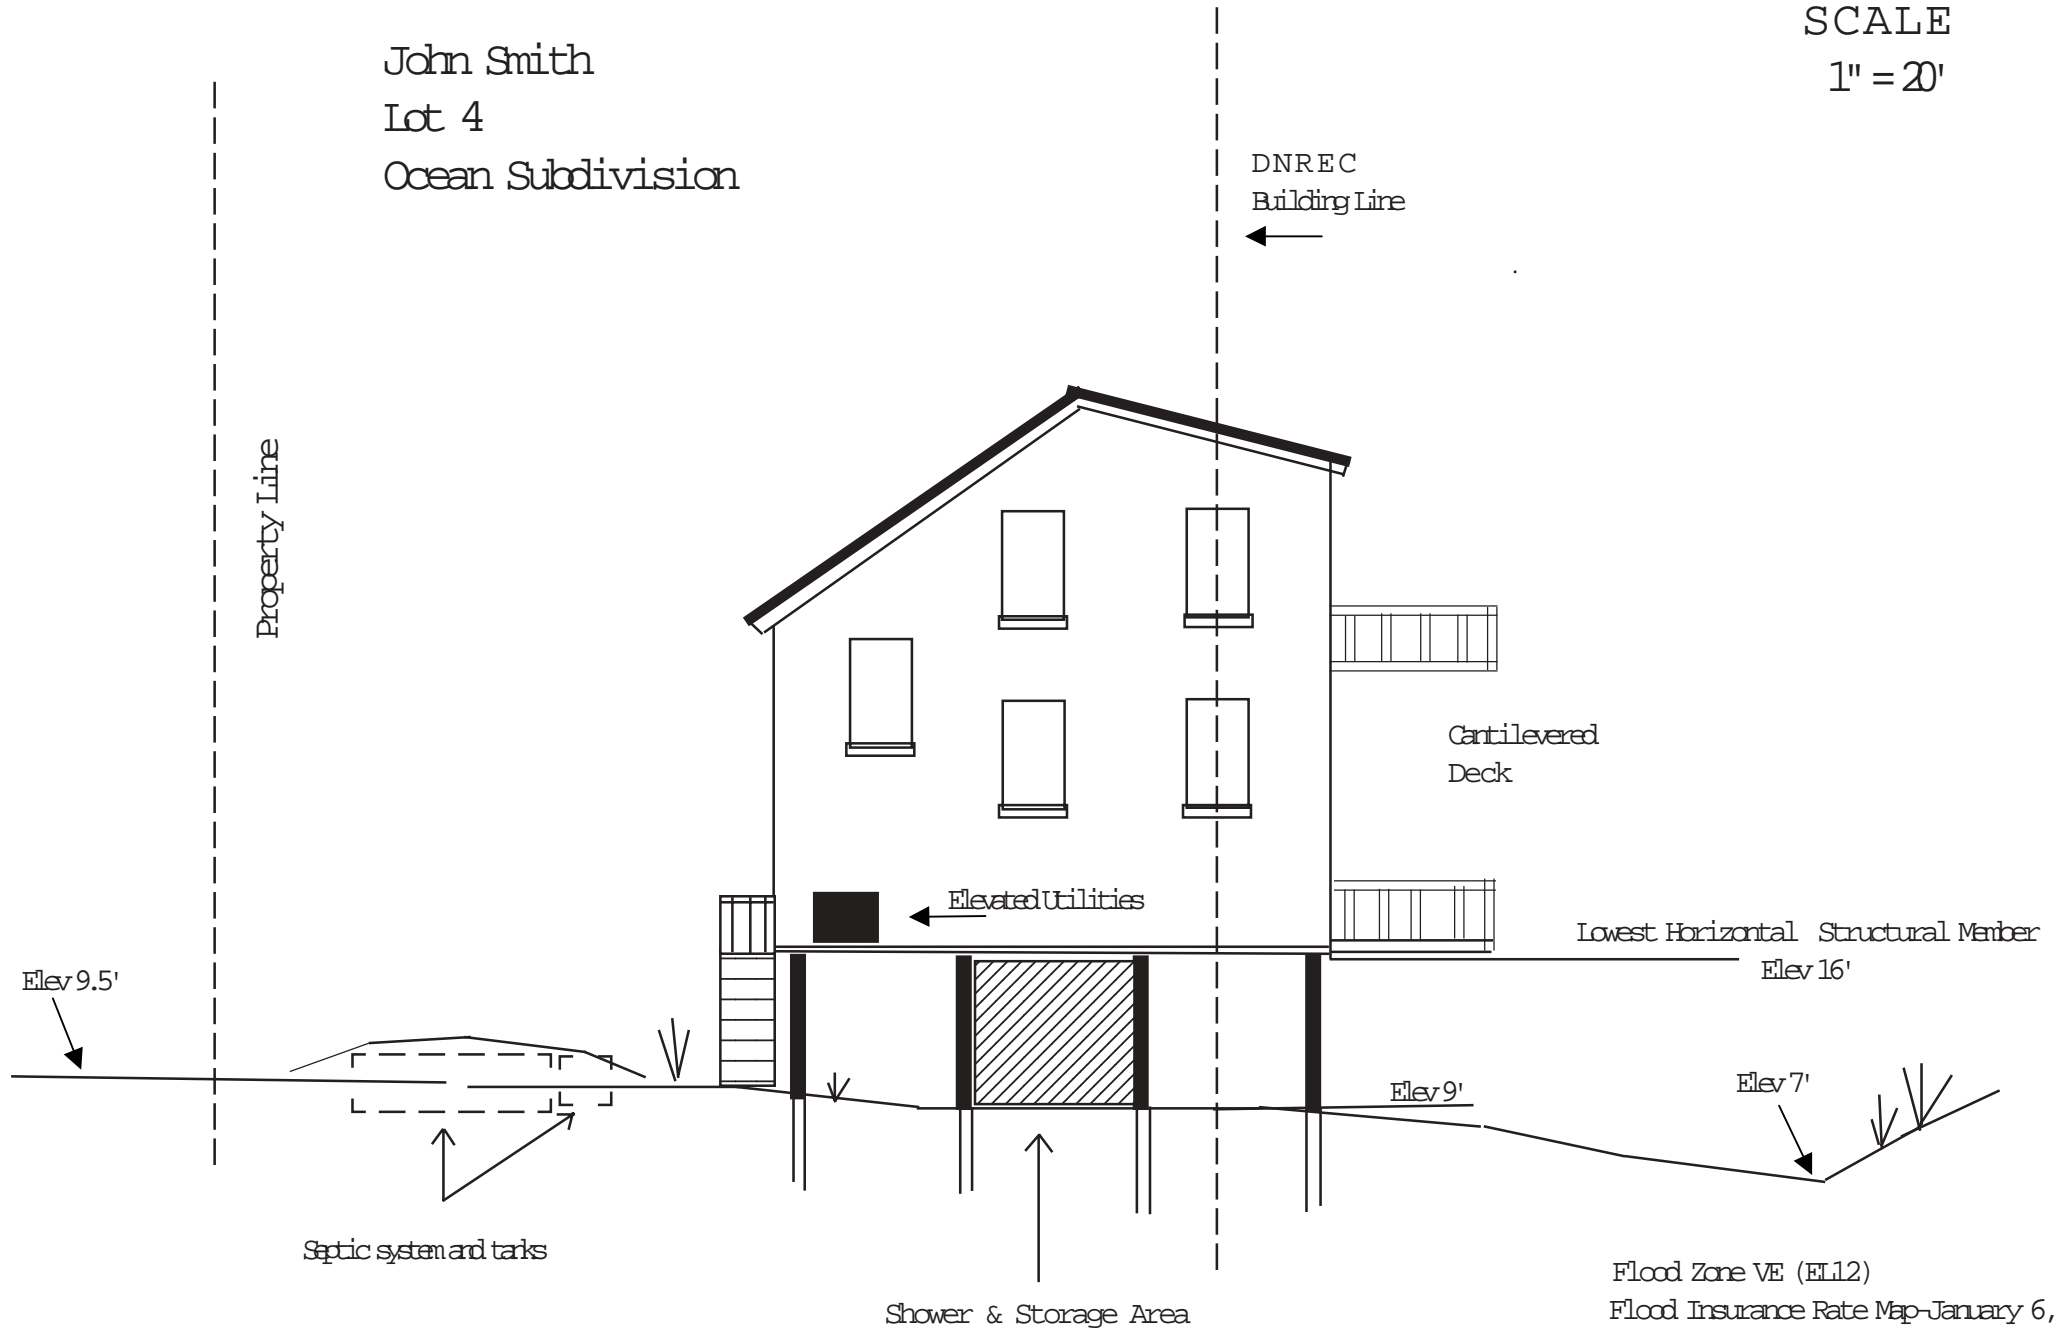 John Smith
Lot 4
Ocean Subdivision
SCALE
1" = 20'
DNREC
Building Line
Property Line
Cantilevered
Deck
Elevated Utilities
Lowest Horizontal Structural Member
Elev 16'
Elev 9.5'
Elev 9'
Elev 7'
Septic system and tanks
Shower & Storage Area
Flood Zone VE (EL12)
Flood Insurance Rate Map-January 6,